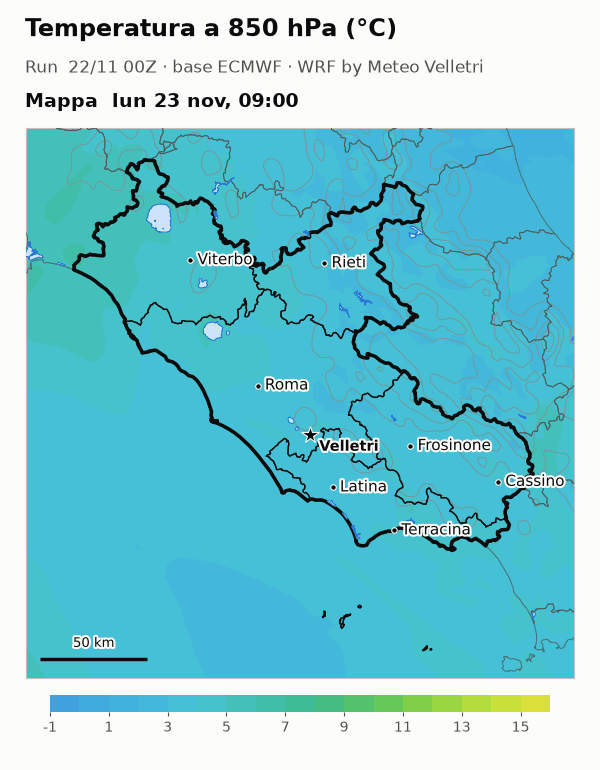 Temperatura a 850 hPa (°C)
Run  22/11 00Z · base ECMWF · WRF by Meteo Velletri
Mappa  lun 23 nov, 09:00
Viterbo
Rieti
Roma
Velletri
Frosinone
Cassino
Latina
Terracina
50 km
-1 1 3 5 7 9 11 13 15